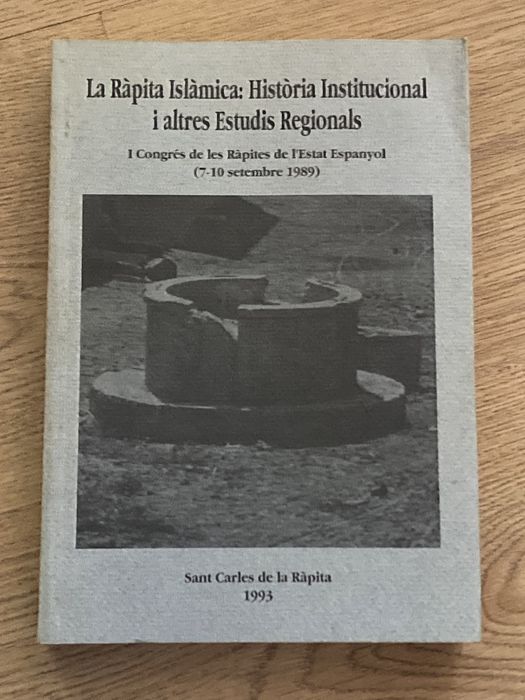 La Ràpita Islàmica: Història Institucional
i altres Estudis Regionals
I Congrés de les Ràpites de l'Estat Espanyol
(7-10 setembre 1989)
Sant Carles de la Ràpita
1993